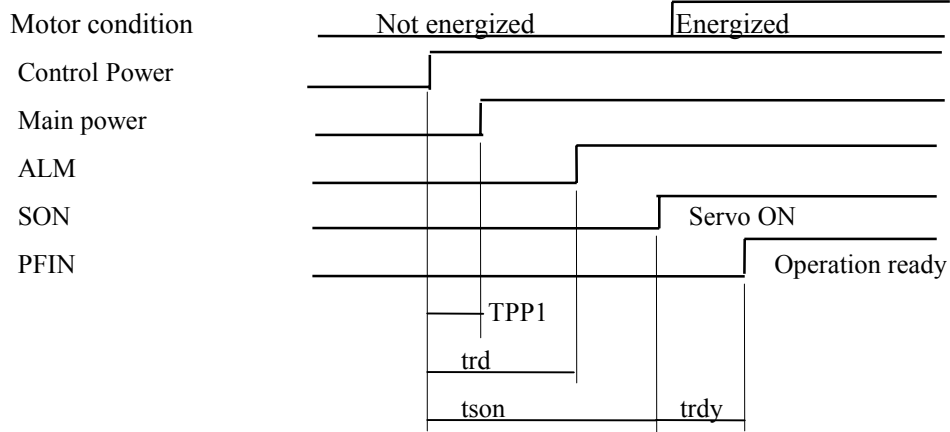 Motor condition Not energized Energized
Control Power
Main power
ALM
SON Servo ON
PFIN Operation ready
TPP1
trd
tson trdy